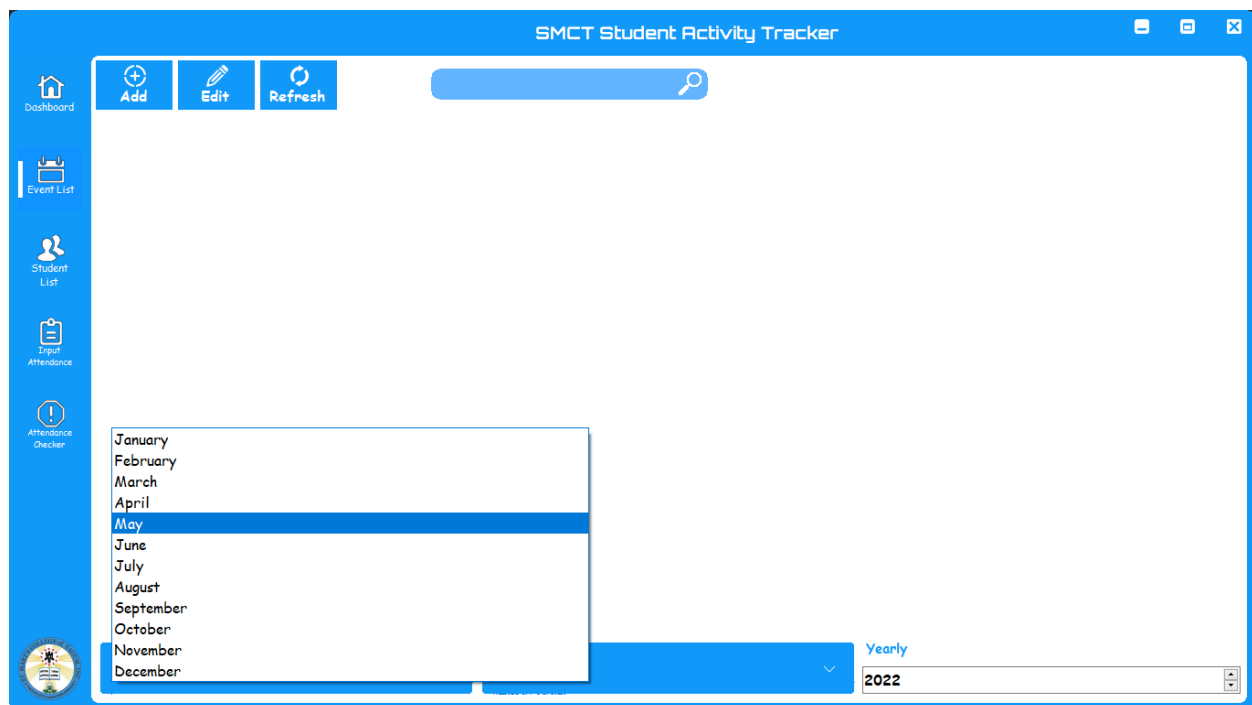 SMCT Student Activity Tracker
Dashboard
Add
Edit
Refresh
Event List
Student
List
Input
Attendance
Attendance
Checker
January
February
March
April
May
June
July
August
September
October
November
December
Yearly
2022